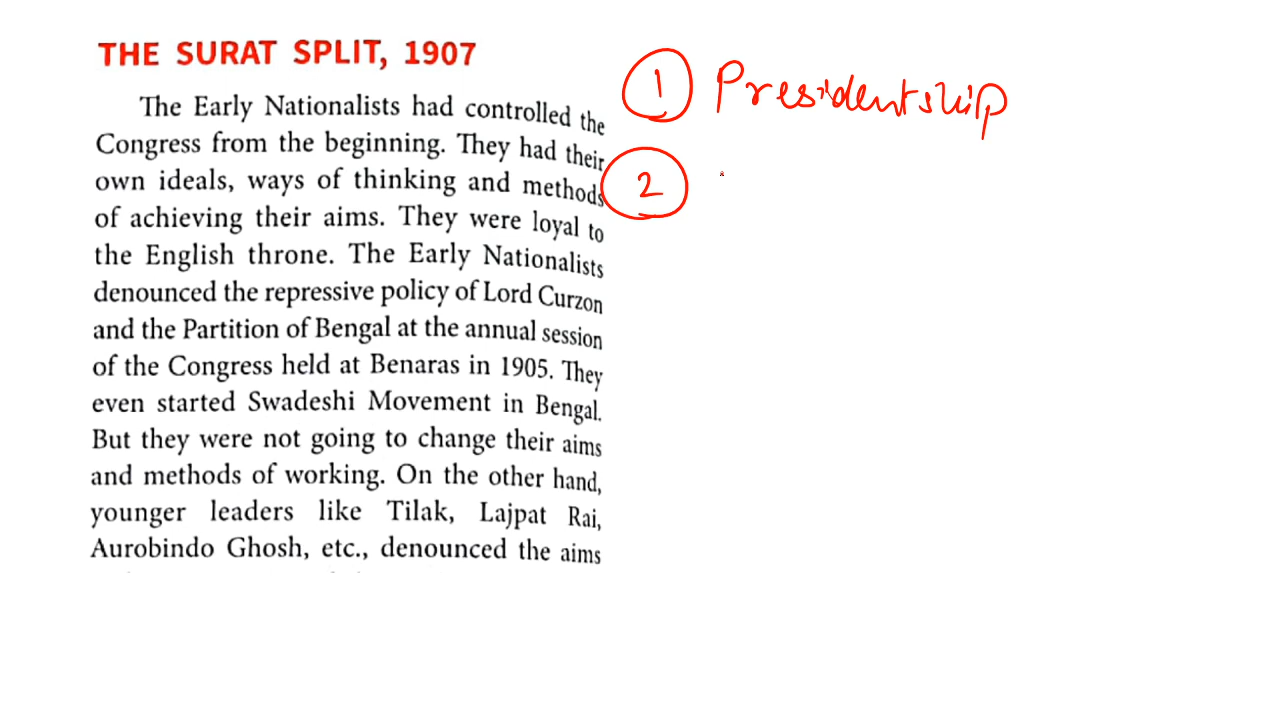 THE SURAT SPLIT, 1907
The Early Nationalists had controlled the
Congress from the beginning. They had their
own ideals, ways of thinking and methods
of achieving their aims. They were loyal to
the English throne. The Early Nationalists
denounced the repressive policy of Lord Curzon
and the Partition of Bengal at the annual session
of the Congress held at Benaras in 1905. They
even started Swadeshi Movement in Bengal.
But they were not going to change their aims
and methods of working. On the other hand,
younger leaders like Tilak, Lajpat Rai,
Aurobindo Ghosh, etc., denounced the aims
1 Presidentship
2